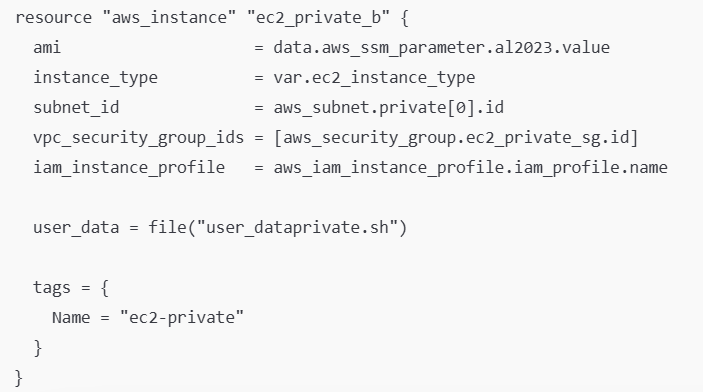 resource "aws_instance" "ec2_private_b" {
  ami                    = data.aws_ssm_parameter.al2023.value
  instance_type          = var.ec2_instance_type
  subnet_id              = aws_subnet.private[0].id
  vpc_security_group_ids = [aws_security_group.ec2_private_sg.id]
  iam_instance_profile   = aws_iam_instance_profile.iam_profile.name

  user_data = file("user_dataprivate.sh")

  tags = {
    Name = "ec2-private"
  }
}